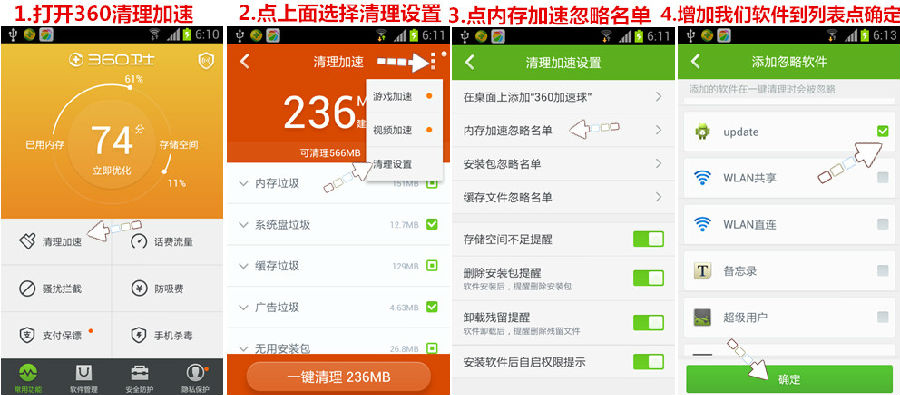 1.打开360清理加速
6:10
360卫士
61%
74分
立即优化
已用内存
存储空间
11%
清理加速
话费流量
骚扰拦截
防吸费
支付保镖
手机杀毒
常用功能
软件管理
安全防护
隐私保护
2.点上面选择清理设置
6:11
清理加速
游戏加速
视频加速
清理设置
236M
建
可清理566MB
内存垃圾
151MB
系统盘垃圾
12.7MB
缓存垃圾
129MB
广告垃圾
4.63MB
无用安装包
26.8MB
一键清理 236MB
3.点内存加速忽略名单
6:11
清理加速设置
在桌面上添加“360加速球”
内存加速忽略名单
安装包忽略名单
缓存文件忽略名单
存储空间不足提醒
删除安装包提醒
软件安装后，提醒删除安装包
卸载残留提醒
软件卸载后，提醒删除残留文件
安装软件后自启权限提示
4.增加我们软件到列表点确定
6:13
添加忽略软件
添加的软件在一键清理时会被忽略
update
WLAN共享
WLAN直连
备忘录
超级用户
确定